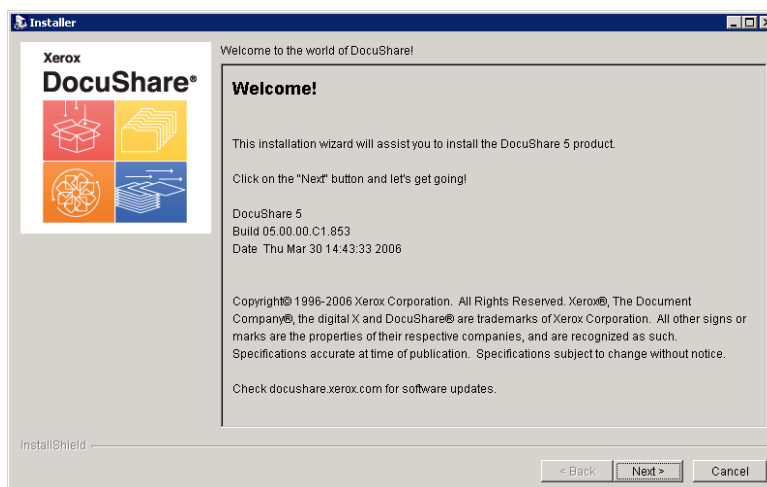 Installer
Xerox
DocuShare®
Welcome to the world of DocuShare!
Welcome!
This installation wizard will assist you to install the DocuShare 5 product.
Click on the "Next" button and let's get going!
DocuShare 5
Build 05.00.00.C1.853
Date  Thu Mar 30 14:43:33 2006
Copyright© 1996-2006 Xerox Corporation.  All Rights Reserved. Xerox®, The Document
Company®, the digital X and DocuShare® are trademarks of Xerox Corporation.  All other signs or
marks are the properties of their respective companies, and are recognized as such.
Specifications accurate at time of publication.  Specifications subject to change without notice.
Check docushare.xerox.com for software updates.
InstallShield
< Back
Next >
Cancel